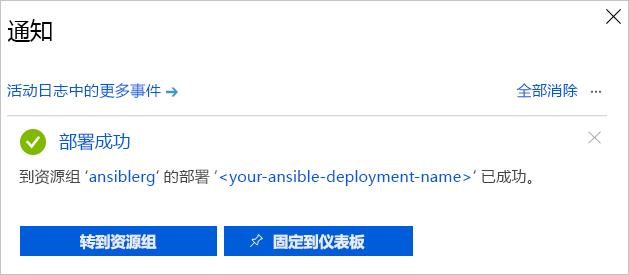 通知
活动日志中的更多事件 全部消除 ...
部署成功
到资源组 ‘ansiblerg’ 的部署 ‘<your-ansible-deployment-name>’ 已成功。
转到资源组 固定到仪表板